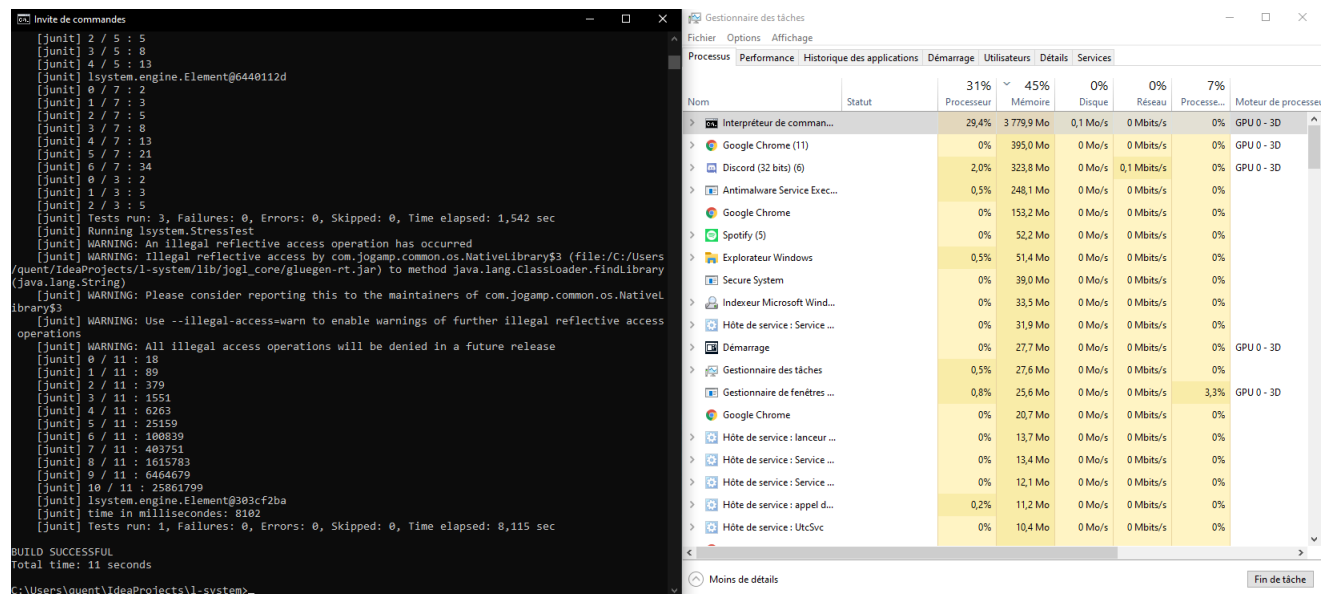 Invite de commandes
[junit] 2 / 5 : 5
[junit] 3 / 5 : 8
[junit] 4 / 5 : 13
[junit] lsystem.engine.Element@6440112d
[junit] 0 / 7 : 2
[junit] 1 / 7 : 3
[junit] 2 / 7 : 5
[junit] 3 / 7 : 8
[junit] 4 / 7 : 13
[junit] 5 / 7 : 21
[junit] 6 / 7 : 34
[junit] 0 / 3 : 2
[junit] 1 / 3 : 3
[junit] 2 / 3 : 5
[junit] Tests run: 3, Failures: 0, Errors: 0, Skipped: 0, Time elapsed: 1,542 sec
[junit] Running lsystem.StressTest
[junit] WARNING: An illegal reflective access operation has occurred
[junit] WARNING: Illegal reflective access by com.jogamp.common.os.NativeLibrary$3 (file:/C:/Users
/quent/IdeaProjects/l-system/lib/jogl_core/gluegen-rt.jar) to method java.lang.ClassLoader.findLibrary
(java.lang.String)
[junit] WARNING: Please consider reporting this to the maintainers of com.jogamp.common.os.NativeL
ibrary$3
[junit] WARNING: Use --illegal-access=warn to enable warnings of further illegal reflective access
operations
[junit] WARNING: All illegal access operations will be denied in a future release
[junit] 0 / 11 : 18
[junit] 1 / 11 : 89
[junit] 2 / 11 : 379
[junit] 3 / 11 : 1551
[junit] 4 / 11 : 6263
[junit] 5 / 11 : 25159
[junit] 6 / 11 : 100839
[junit] 7 / 11 : 403751
[junit] 8 / 11 : 1615783
[junit] 9 / 11 : 6464679
[junit] 10 / 11 : 25861799
[junit] lsystem.engine.Element@303cf2ba
[junit] time in millisecondes: 8102
[junit] Tests run: 1, Failures: 0, Errors: 0, Skipped: 0, Time elapsed: 8,115 sec
BUILD SUCCESSFUL
Total time: 11 seconds
C:\Users\quent\IdeaProjects\l-system>_
Gestionnaire des tâches
Fichier Options Affichage
Processus Performance Historique des applications Démarrage Utilisateurs Détails Services
31% 45% 0% 0% 7%
Nom Statut Processeur Mémoire Disque Réseau Processe... Moteur de processeu
Interpréteur de comman... 29,4% 3 779,9 Mo 0,1 Mo/s 0 Mbits/s 0% GPU 0 - 3D
Google Chrome (11) 0% 395,0 Mo 0 Mo/s 0 Mbits/s 0% GPU 0 - 3D
Discord (32 bits) (6) 2,0% 323,8 Mo 0 Mo/s 0,1 Mbits/s 0% GPU 0 - 3D
Antimalware Service Exec... 0,5% 248,1 Mo 0 Mo/s 0 Mbits/s 0%
Google Chrome 0% 153,2 Mo 0 Mo/s 0 Mbits/s 0%
Spotify (5) 0% 52,2 Mo 0 Mo/s 0 Mbits/s 0%
Explorateur Windows 0,5% 51,4 Mo 0 Mo/s 0 Mbits/s 0%
Secure System 0% 39,0 Mo 0 Mo/s 0 Mbits/s 0%
Indexeur Microsoft Wind... 0% 33,5 Mo 0 Mo/s 0 Mbits/s 0%
Hôte de service : Service ... 0% 31,9 Mo 0 Mo/s 0 Mbits/s 0%
Démarrage 0% 27,7 Mo 0 Mo/s 0 Mbits/s 0% GPU 0 - 3D
Gestionnaire des tâches 0,5% 27,6 Mo 0 Mo/s 0 Mbits/s 0%
Gestionnaire de fenêtres ... 0,8% 25,6 Mo 0 Mo/s 0 Mbits/s 3,3% GPU 0 - 3D
Google Chrome 0% 20,7 Mo 0 Mo/s 0 Mbits/s 0%
Hôte de service : lanceur ... 0% 13,7 Mo 0 Mo/s 0 Mbits/s 0%
Hôte de service : Service ... 0% 13,4 Mo 0 Mo/s 0 Mbits/s 0%
Hôte de service : Service ... 0% 12,1 Mo 0 Mo/s 0 Mbits/s 0%
Hôte de service : appel d... 0,2% 11,2 Mo 0 Mo/s 0 Mbits/s 0%
Hôte de service : UtcSvc 0% 10,4 Mo 0 Mo/s 0 Mbits/s 0%
Moins de détails
Fin de tâche